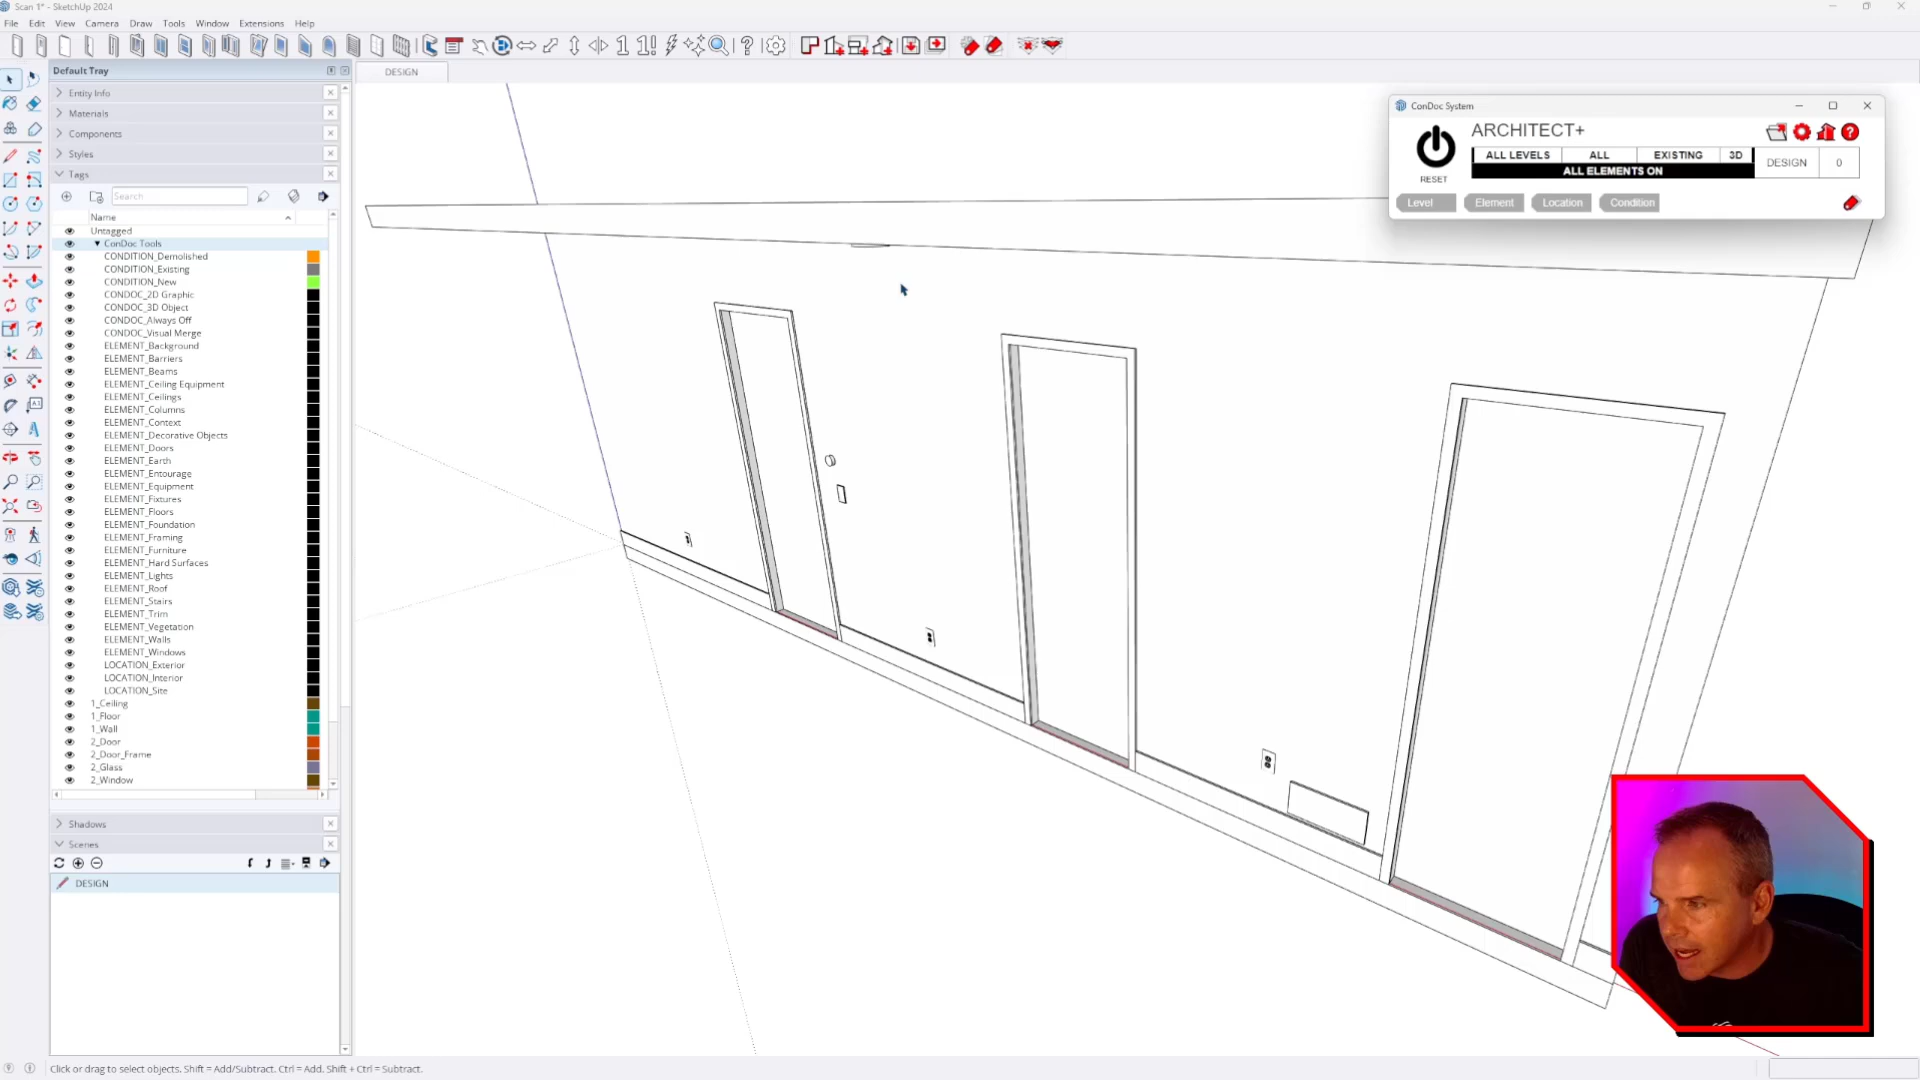 Scan 1* - SketchUp 2024
File Edit View Camera Draw Tools Window Extensions Help
Default Tray
DESIGN
Entity Info
Materials
Components
Styles
Tags
Search
Name
Untagged
ConDoc Tools
CONDITION_Demolished
CONDITION_Existing
CONDITION_New
CONDOC_2D Graphic
CONDOC_3D Object
CONDOC_Always Off
CONDOC_Visual Merge
ELEMENT_Background
ELEMENT_Barriers
ELEMENT_Beams
ELEMENT_Ceiling Equipment
ELEMENT_Ceilings
ELEMENT_Columns
ELEMENT_Context
ELEMENT_Decorative Objects
ELEMENT_Doors
ELEMENT_Earth
ELEMENT_Entourage
ELEMENT_Equipment
ELEMENT_Fixtures
ELEMENT_Floors
ELEMENT_Foundation
ELEMENT_Framing
ELEMENT_Furniture
ELEMENT_Hard Surfaces
ELEMENT_Lights
ELEMENT_Roof
ELEMENT_Stairs
ELEMENT_Trim
ELEMENT_Vegetation
ELEMENT_Walls
ELEMENT_Windows
LOCATION_Exterior
LOCATION_Interior
LOCATION_Site
1_Ceiling
1_Floor
1_Wall
2_Door
2_Door_Frame
2_Glass
2_Window
Shadows
Scenes
DESIGN
ConDoc System
ARCHITECT+
ALL LEVELS ALL EXISTING 3D DESIGN 0
ALL ELEMENTS ON
RESET
Level Element Location Condition
Click or drag to select objects. Shift = Add/Subtract. Ctrl = Add. Shift + Ctrl = Subtract.